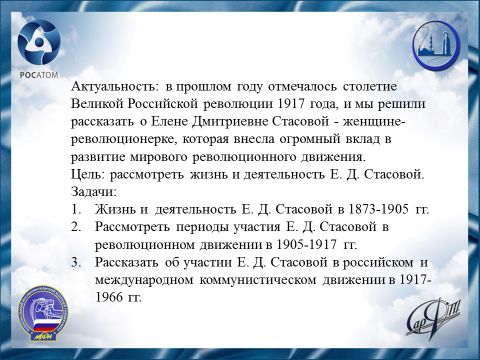 РОСАТОМ
Актуальность: в прошлом году отмечалось столетие
Великой Российской революции 1917 года, и мы решили
рассказать о Елене Дмитриевне Стасовой - женщине-
революционерке, которая внесла огромный вклад в
развитие мирового революционного движения.
Цель: рассмотреть жизнь и деятельность Е. Д. Стасовой.
Задачи:
1. Жизнь и деятельность Е. Д. Стасовой в 1873-1905 гг.
2. Рассмотреть периоды участия Е. Д. Стасовой в
революционном движении в 1905-1917 гг.
3. Рассказать об участии Е. Д. Стасовой в российском и
международном коммунистическом движении в 1917-
1966 гг.
СарФТИ